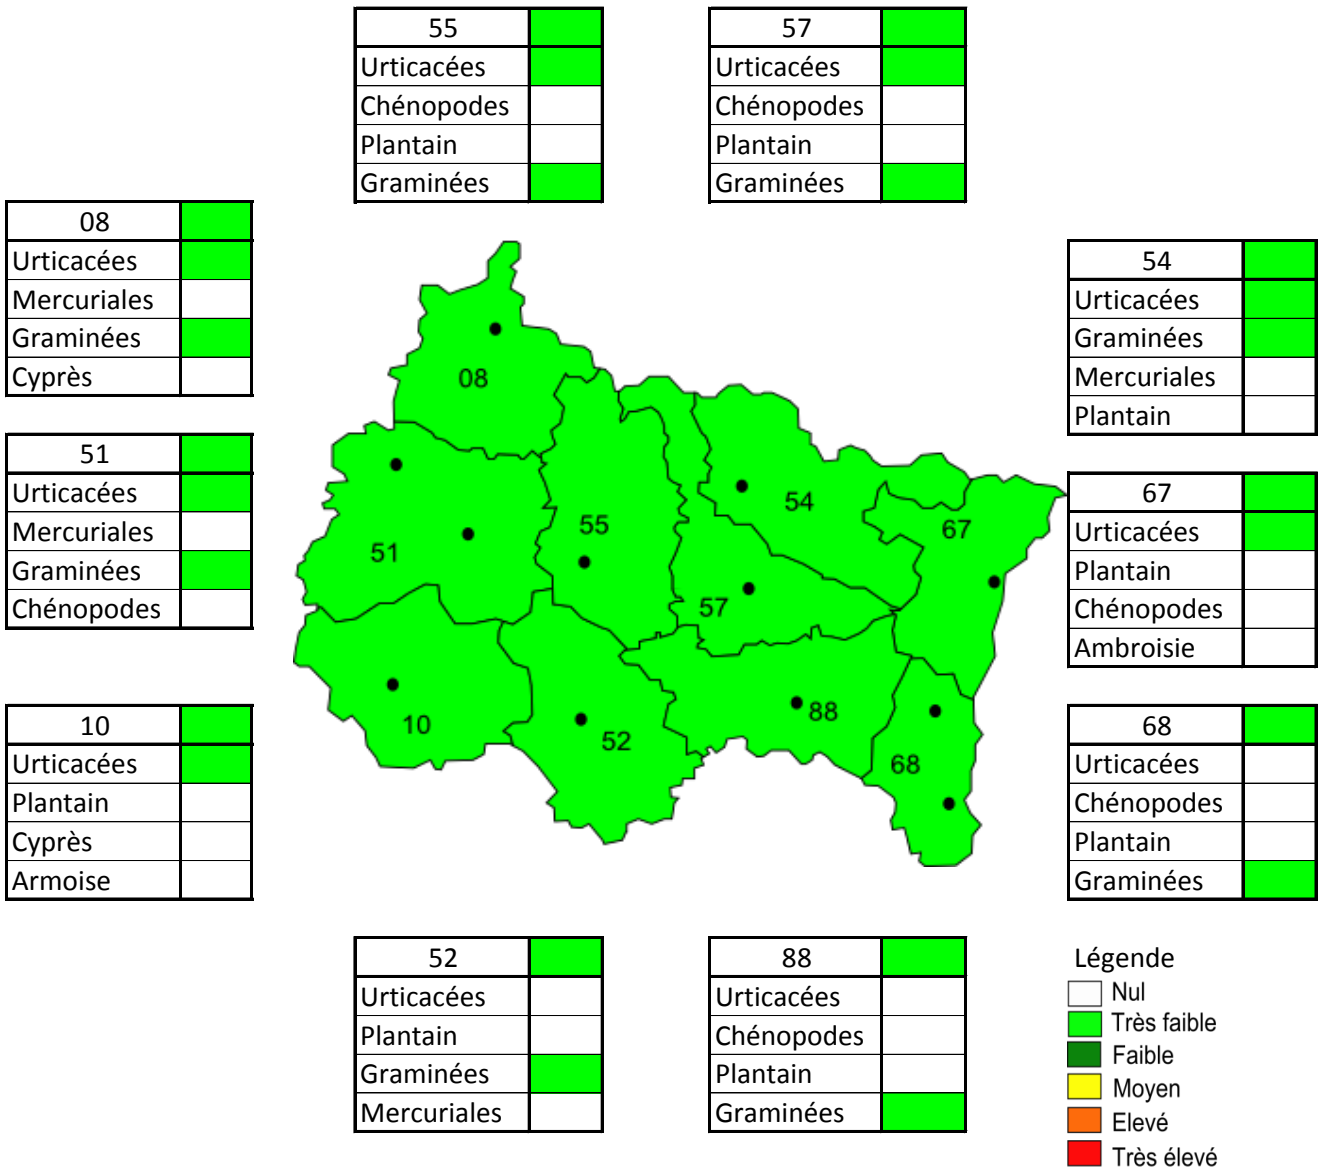 55
Urticacées
Chénopodes
Plantain
Graminées
57
Urticacées
Chénopodes
Plantain
Graminées
08
Urticacées
Mercuriales
Graminées
Cyprès
54
Urticacées
Graminées
Mercuriales
Plantain
51
Urticacées
Mercuriales
Graminées
Chénopodes
67
Urticacées
Plantain
Chénopodes
Ambroisie
08
54
55
67
51
57
10
52
88
68
10
Urticacées
Plantain
Cyprès
Armoise
68
Urticacées
Chénopodes
Plantain
Graminées
52
Urticacées
Plantain
Graminées
Mercuriales
88
Urticacées
Chénopodes
Plantain
Graminées
Légende
Nul
Très faible
Faible
Moyen
Elevé
Très élevé